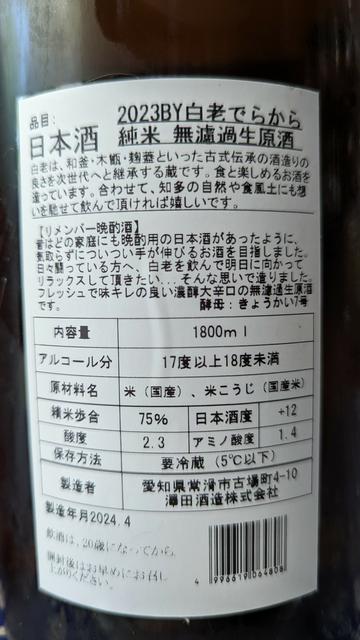 品目:
2023BY白老でらから
日本酒 純米 無濾過生原酒
白老は、和釜・木甑・麹蓋といった古式伝承の酒造りの
良さを次世代へと継承する蔵です。食と楽しめるお酒を
造っています。合わせて、知多の自然や食風土にも想
いを馳せて飲んで頂ければ嬉しいです。
【リメンバー晩酌酒】
昔はどの家庭にも晩酌用の日本酒があったように、
気取らずについつい手が伸びるお酒を目指しました。
日々闘っている方へ、白老を飲んで明日に向かって
リラックスして頂きたい...そんな思いで造りました。
フレッシュで味キレの良い濃醇大辛口の無濾過生原酒
です。 酵母:きょうかい7号
内容量 1800ml
アルコール分 17度以上18度未満
原材料名 米(国産)、米こうじ(国産米)
精米歩合 75% 日本酒度 +12
酸度 2.3 アミノ酸度 1.4
保存方法 要冷蔵(5℃以下)
製造者 愛知県常滑市古場町4-10
澤田酒造株式会社
製造年月2024.4
飲酒は、20歳になってから。
開封後はお早めにお召し
上がりください。
4 996619 064808